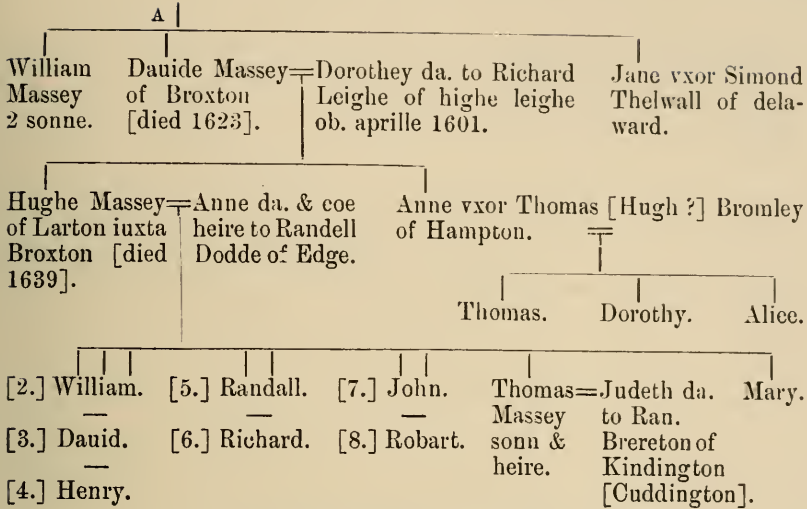 A
William
Massey
2 sonne.
Dauide Massey
of Broxton
[died 1623].
Dorothey da. to Richard
Leighe of highe leighe
ob. aprille 1601.
Jane vxor Simond
Thelwall of dela-
ward.
Hughe Massey
of Larton iuxta
Broxton [died
1639].
Anne da. & coe
heire to Randell
Dodde of Edge.
Anne vxor Thomas [Hugh ?] Bromley
of Hampton.
Thomas. Dorothy. Alice.
[2.] William.
[3.] Dauid.
[4.] Henry.
[5.] Randall.
[6.] Richard.
[7.] John.
[8.] Robart.
Thomas
Massey
sonn &
heire.
Judeth da.
to Ran.
Brereton of
Kindington
[Cuddington].
Mary.